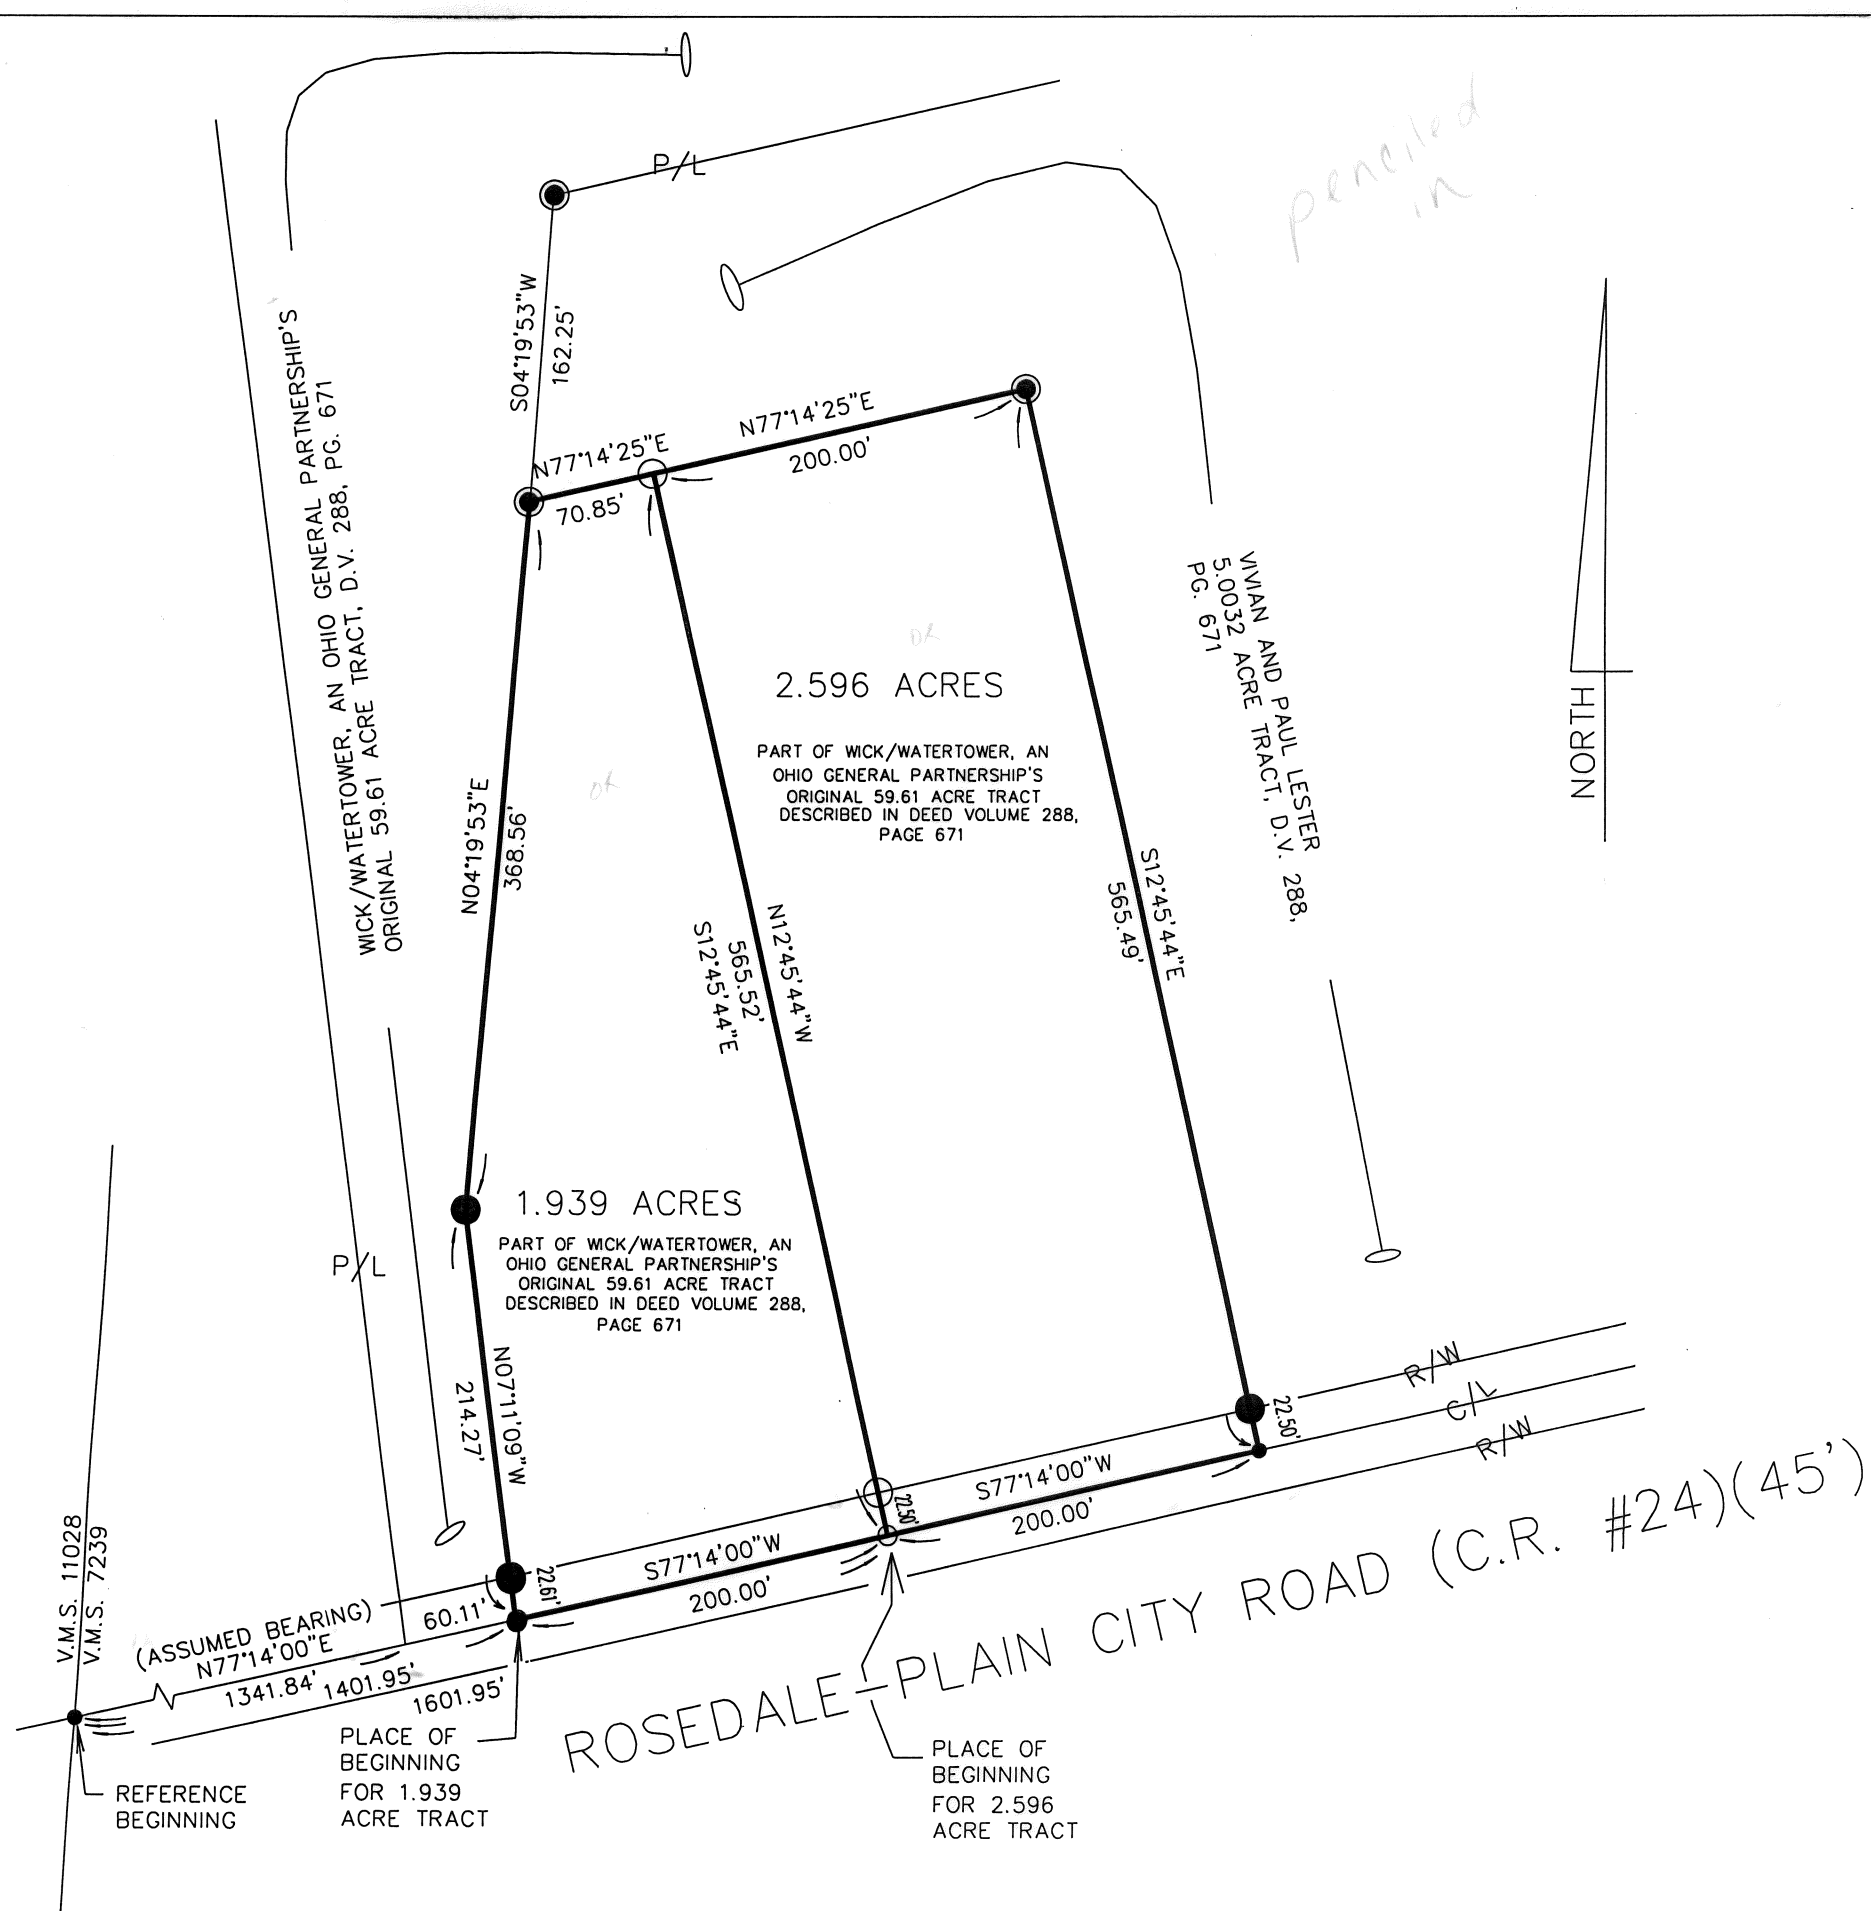 penciled
in
P/L
S04°19'53"W
162.25'
N77°14'25"E
200.00'
N77°14'25"E
70.85'
WICK/WATERTOWER, AN OHIO GENERAL PARTNERSHIP'S
ORIGINAL 59.61 ACRE TRACT, D.V. 288, PG. 671
VIVIAN AND PAUL LESTER
5.0032 ACRE TRACT, D.V. 288,
PG. 671
NORTH
OK
2.596 ACRES
PART OF WICK/WATERTOWER, AN
OHIO GENERAL PARTNERSHIP'S
ORIGINAL 59.61 ACRE TRACT
DESCRIBED IN DEED VOLUME 288,
PAGE 671
OK
N04°19'53"E
368.56'
N12°45'44"W
565.52'
S12°45'44"E
S12°45'44"E
565.49'
1.939 ACRES
PART OF WICK/WATERTOWER, AN
OHIO GENERAL PARTNERSHIP'S
ORIGINAL 59.61 ACRE TRACT
DESCRIBED IN DEED VOLUME 288,
PAGE 671
P/L
N07°11'09"W
214.27'
R/W
C/L
R/W
22.50'
S77°14'00"W
200.00'
22.50'
S77°14'00"W
200.00'
22.61'
60.11'
V.M.S. 11028
V.M.S. 7239
(ASSUMED BEARING)
N77°14'00"E
1341.84'
1401.95'
1601.95'
ROSEDALE-PLAIN CITY ROAD (C.R. #24)(45')
REFERENCE
BEGINNING
PLACE OF
BEGINNING
FOR 1.939
ACRE TRACT
PLACE OF
BEGINNING
FOR 2.596
ACRE TRACT